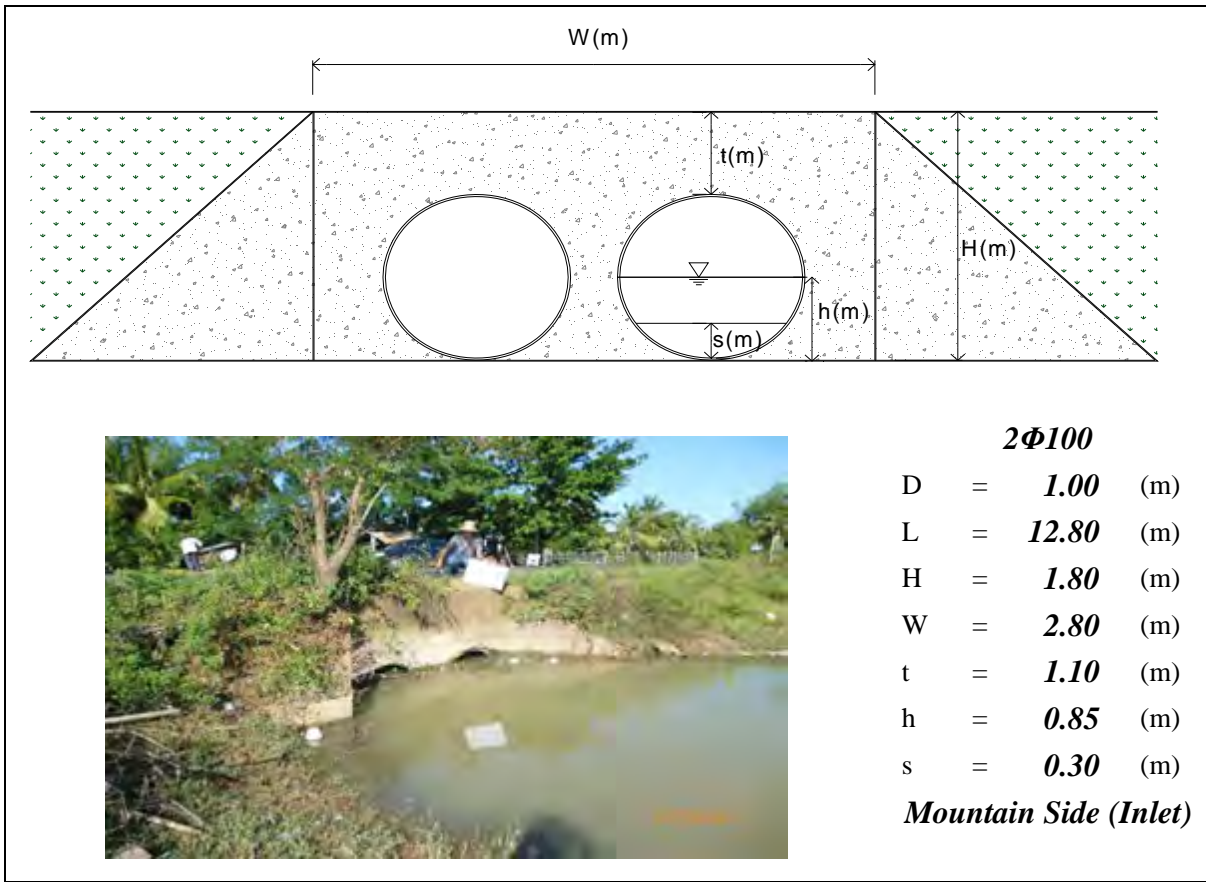 W(m)
t(m)
H(m)
h(m)
s(m)
2Φ100
D = 1.00 (m)
L = 12.80 (m)
H = 1.80 (m)
W = 2.80 (m)
t = 1.10 (m)
h = 0.85 (m)
s = 0.30 (m)
Mountain Side (Inlet)